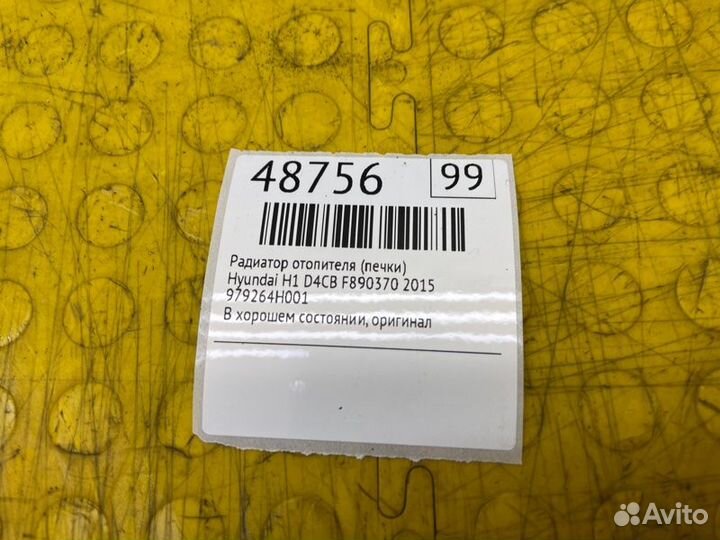 48756 99
Радиатор отопителя (печки)
Hyundai H1 D4CB F890370 2015
979264H001
В хорошем состоянии, оригинал
Avito